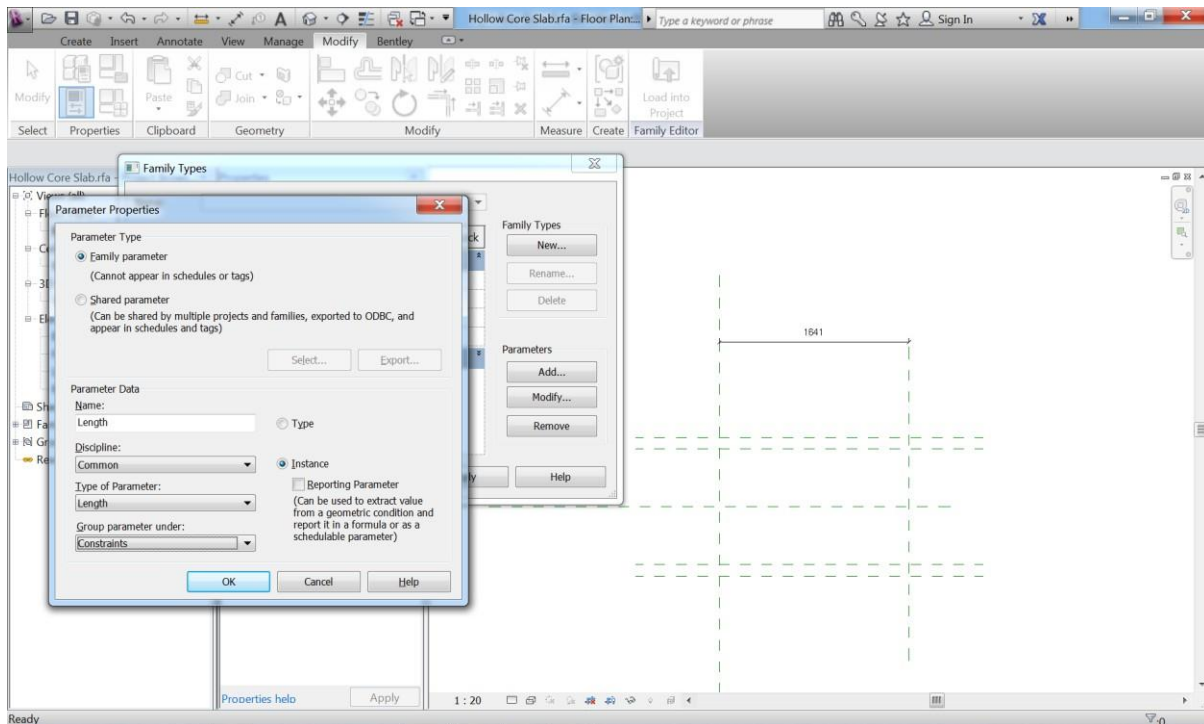 Hollow Core Slab.rfa - Floor Plan:...
Type a keyword or phrase
Sign In
Create Insert Annotate View Manage Modify Bentley
Modify
Paste
Cut
Join
Load into
Project
Select Properties Clipboard Geometry Modify Measure Create Family Editor
Hollow Core Slab.rfa -
Family Types
Views (all)
Parameter Properties
Parameter Type
Family parameter
(Cannot appear in schedules or tags)
Shared parameter
(Can be shared by multiple projects and families, exported to ODBC, and
appear in schedules and tags)
Select... Export...
Parameter Data
Name:
Length
Type
Discipline:
Common
Instance
Reporting Parameter
(Can be used to extract value
from a geometric condition and
report it in a formula or as a
schedulable parameter)
Type of Parameter:
Length
Group parameter under:
Constraints
OK Cancel Help
Family Types
New...
Rename...
Delete
Parameters
Add...
Modify...
Remove
Help
1641
Properties help Apply
1 : 20
Ready
:0